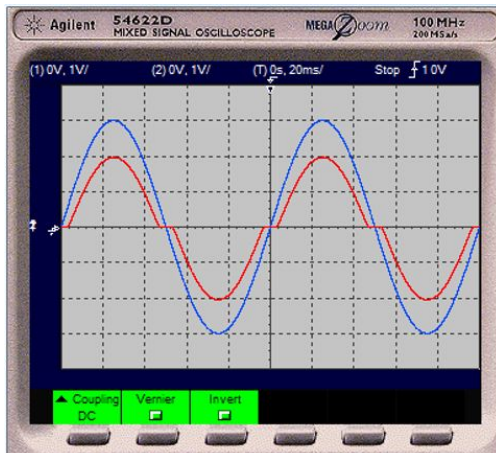 Agilent 54622D MIXED SIGNAL OSCILLOSCOPE MEGA Zoom 100 MHz 200 MSa/s
(1) 0V, 1V/ (2) 0V, 1V/ (T) 0s, 20ms/ Stop 1 0V
Coupling Vernier Invert
DC